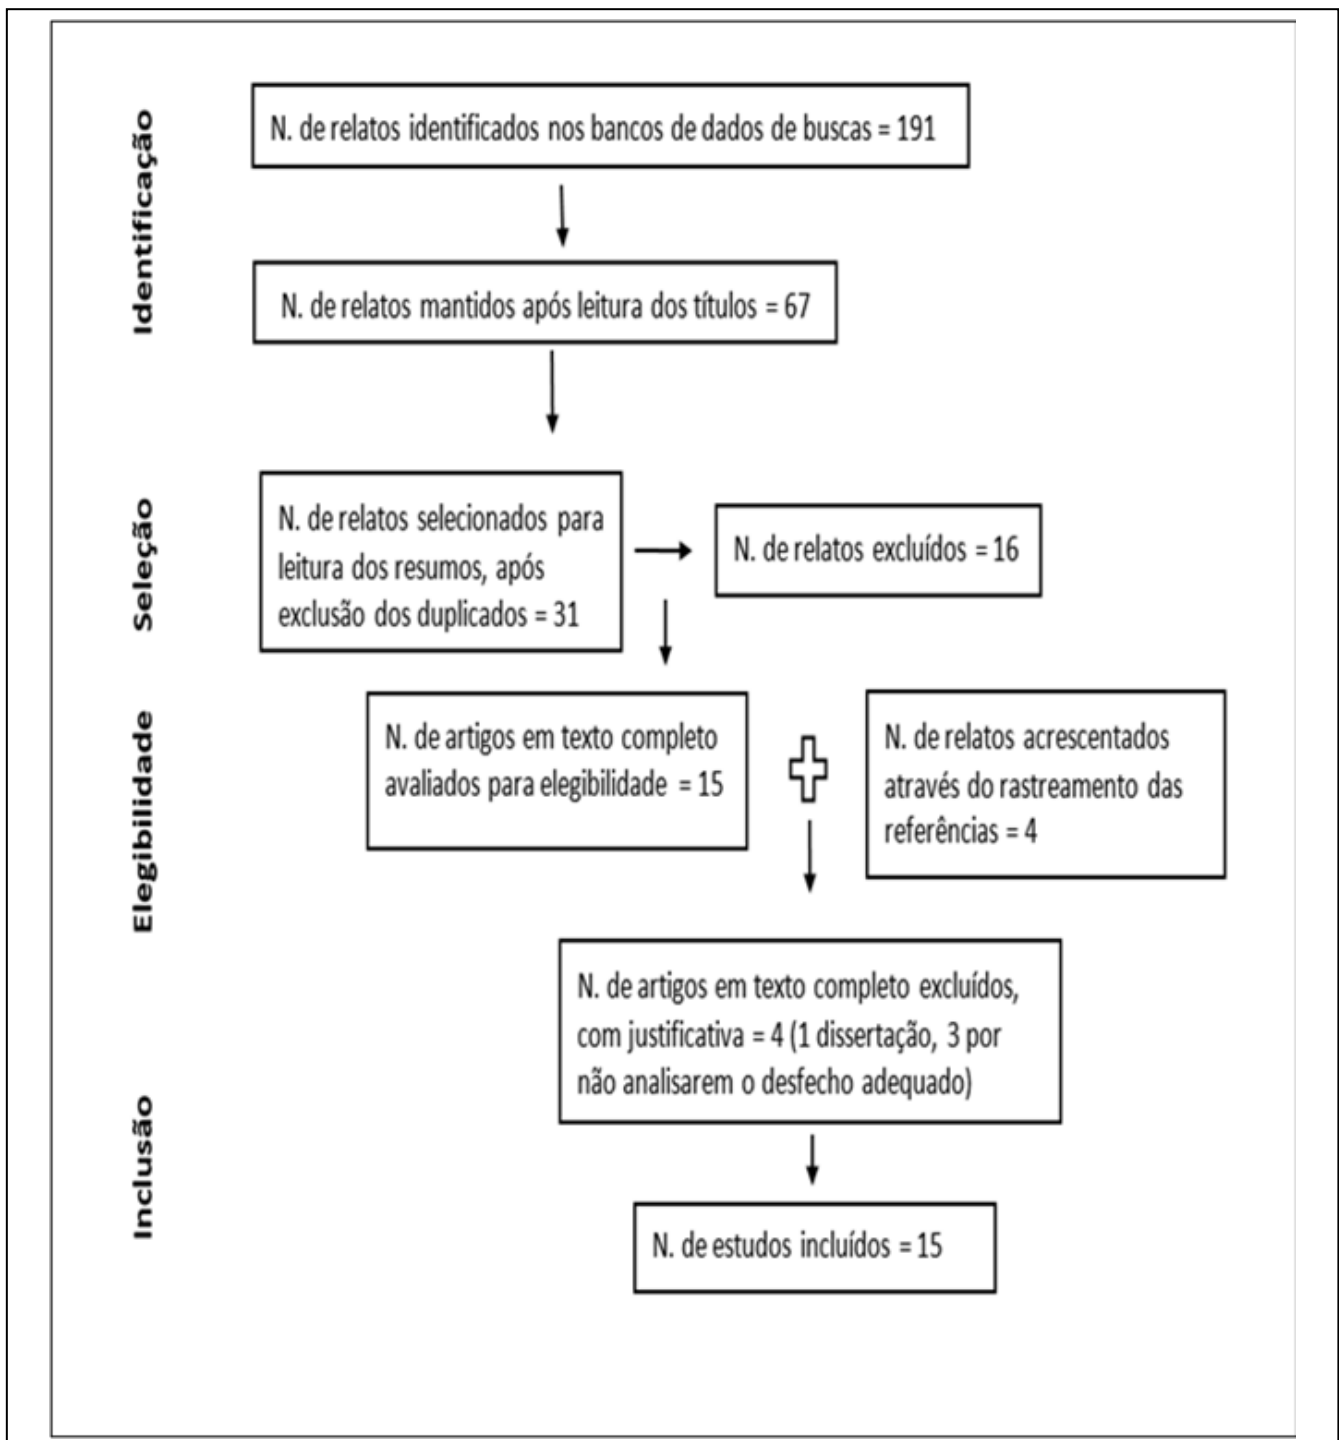 Identificação
N. de relatos identificados nos bancos de dados de buscas = 191
N. de relatos mantidos após leitura dos títulos = 67
Seleção
N. de relatos selecionados para
leitura dos resumos, após
exclusão dos duplicados = 31
N. de relatos excluídos = 16
Elegibilidade
N. de artigos em texto completo
avaliados para elegibilidade = 15
N. de relatos acrescentados
através do rastreamento das
referências = 4
N. de artigos em texto completo excluídos,
com justificativa = 4 (1 dissertação, 3 por
não analisarem o desfecho adequado)
Inclusão
N. de estudos incluídos = 15